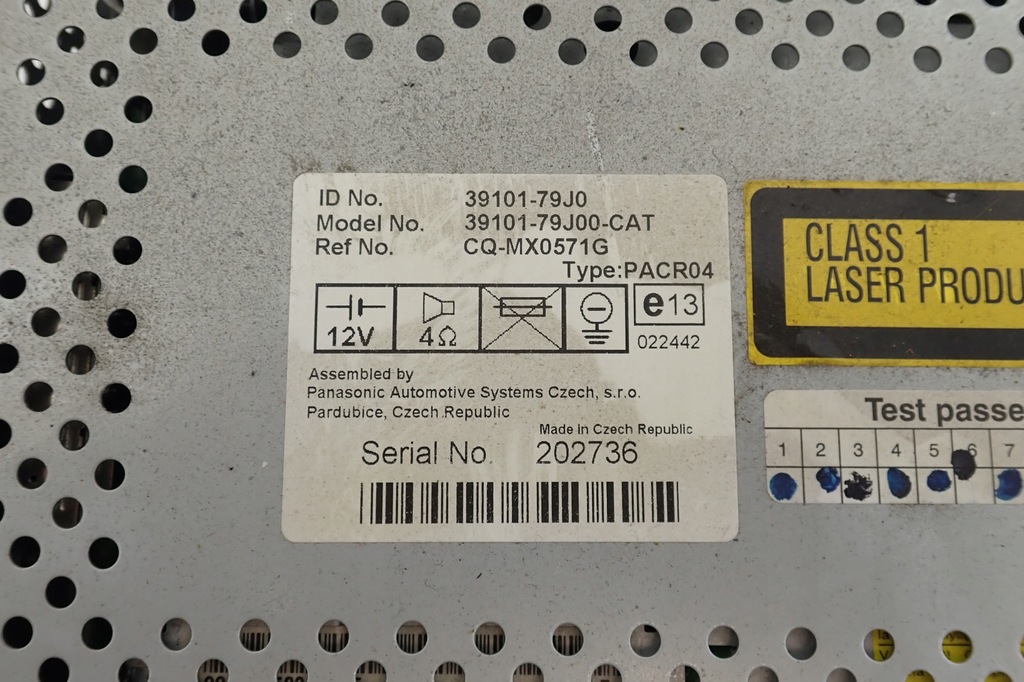 ID No. 39101-79J0
Model No. 39101-79J00-CAT
Ref No. CQ-MX0571G
Type:PACR04
12V 4Ω e13
022442
Assembled by
Panasonic Automotive Systems Czech, s.r.o.
Pardubice, Czech Republic
Made in Czech Republic
Serial No. 202736
CLASS 1
LASER PRODU
Test passe
1 2 3 4 5 6 7